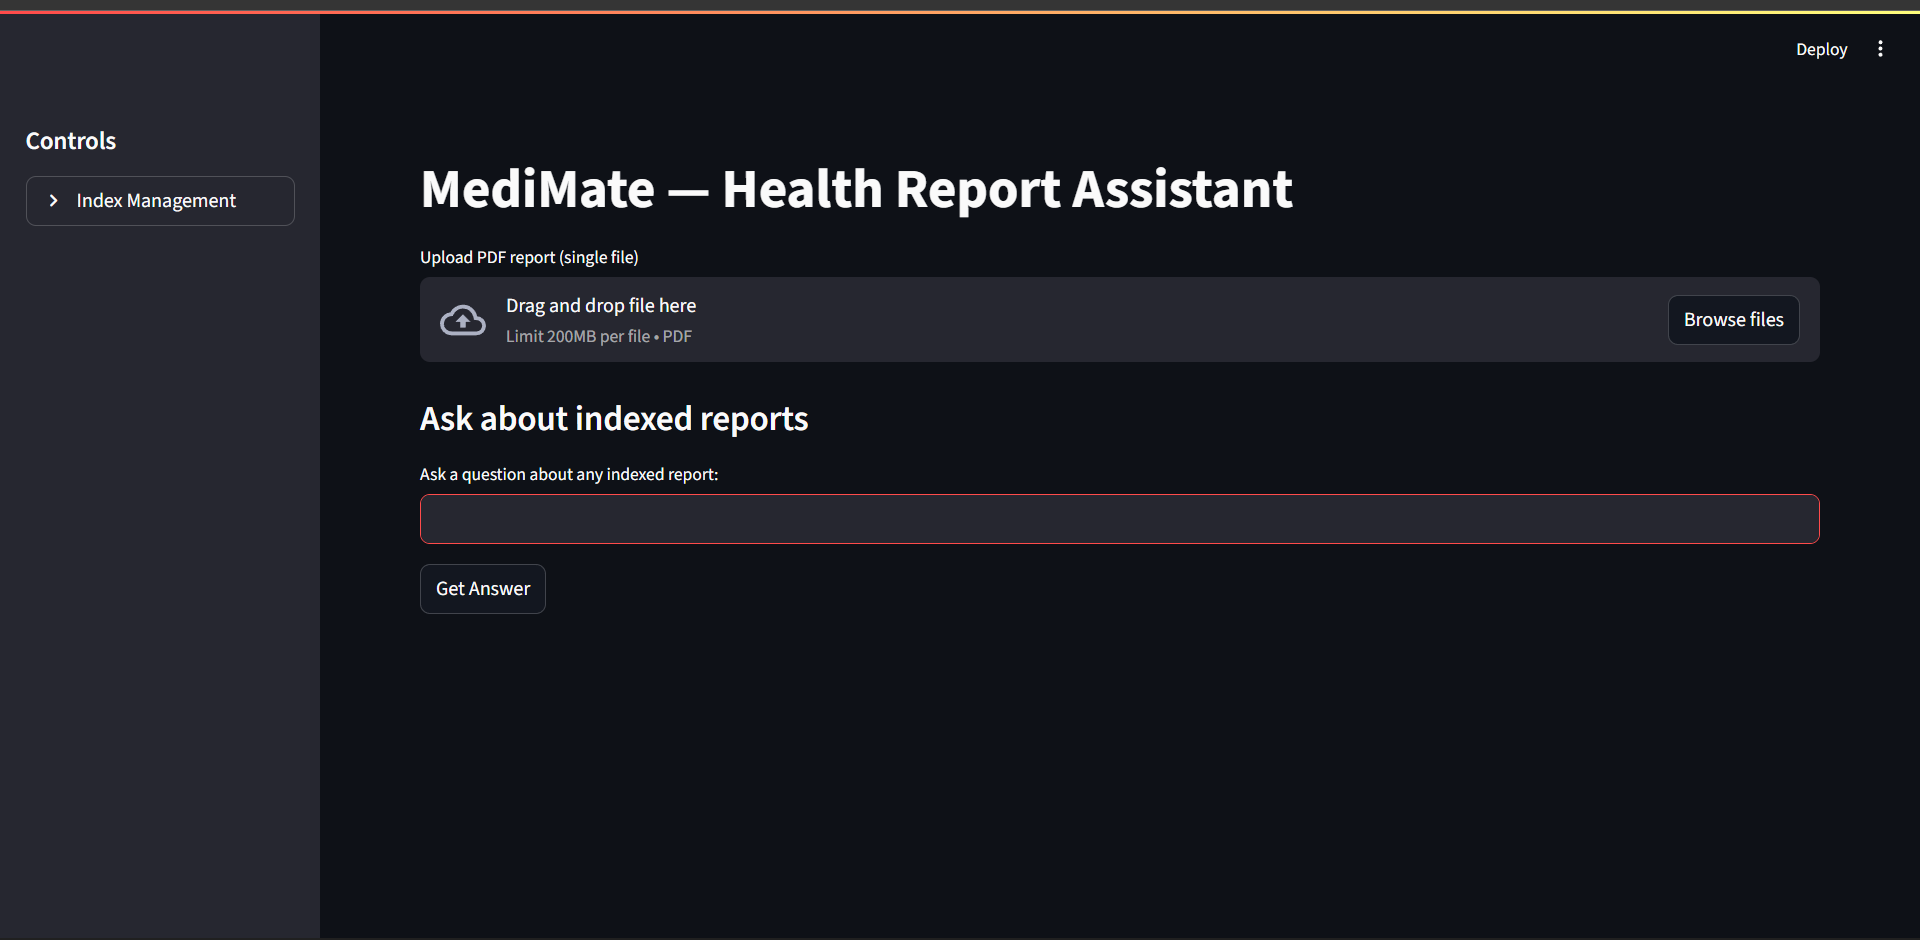 Deploy
Controls
Index Management
MediMate — Health Report Assistant
Upload PDF report (single file)
Drag and drop file here
Limit 200MB per file • PDF
Browse files
Ask about indexed reports
Ask a question about any indexed report:
Get Answer